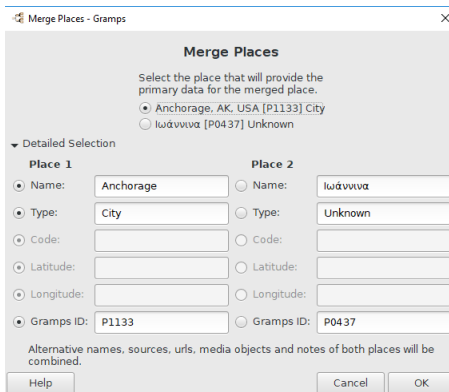 Merge Places - Gramps
Merge Places
Select the place that will provide the
primary data for the merged place.
Anchorage, AK, USA [P1133] City
Ιωάννινα [P0437] Unknown
Detailed Selection
Place 1 Place 2
Name: Anchorage Name: Ιωάννινα
Type: City Type: Unknown
Code: Code:
Latitude: Latitude:
Longitude: Longitude:
Gramps ID: P1133 Gramps ID: P0437
Alternative names, sources, urls, media objects and notes of both places will be
combined.
Help Cancel OK